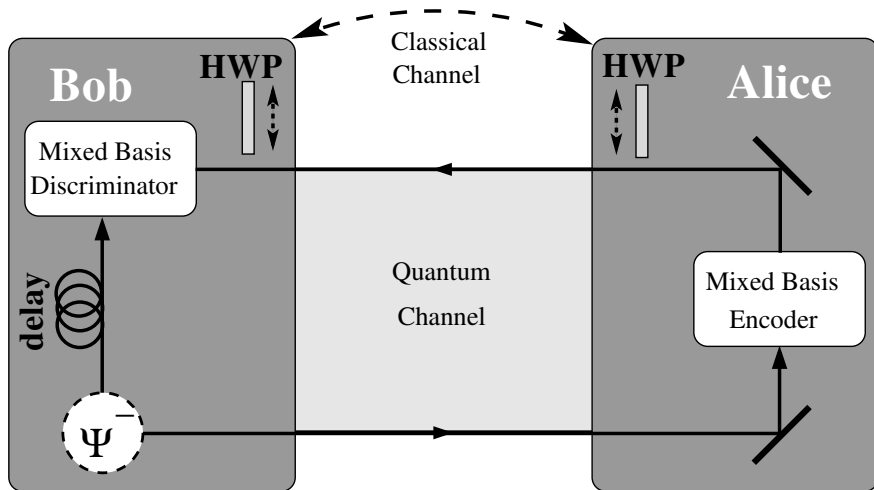 Classical
Channel
Bob
HWP
HWP
Alice
Mixed Basis
Discriminator
delay
Quantum
Channel
Mixed Basis
Encoder
Ψ⁻